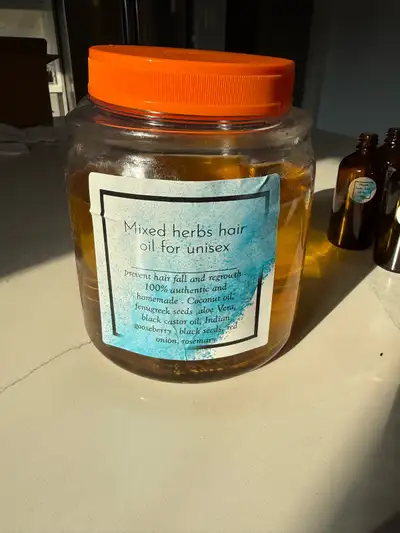 Mixed herbs hair
oil for unisex
prevent hair fall and regrowth
100% authentic and
homemade . Coconut oil,
fenugreek seeds ,aloe Vera,
black castor oil, Indian
gooseberry , black seeds, red
onion, rosemary